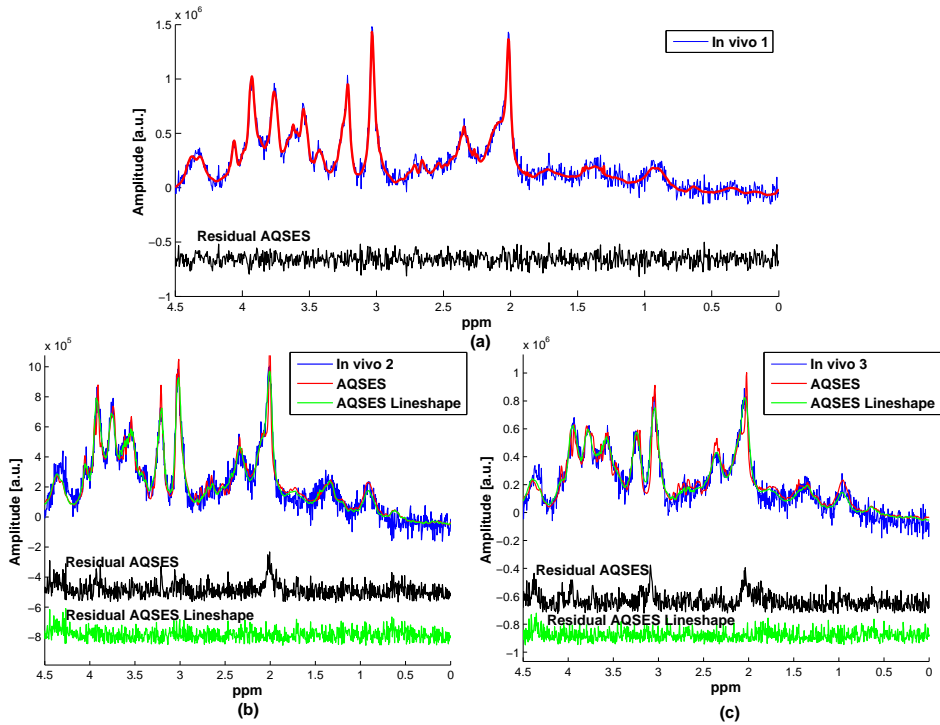 x 10^6
1.5
1
0.5
0
−0.5
−1
Amplitude [a.u.]
In vivo 1
Residual AQSES
4.5 4 3.5 3 2.5 2 1.5 1 0.5 0
ppm
(a)
x 10^5
10
8
6
4
2
0
−2
−4
−6
−8
Amplitude [a.u.]
In vivo 2
AQSES
AQSES Lineshape
Residual AQSES
Residual AQSES Lineshape
4.5 4 3.5 3 2.5 2 1.5 1 0.5 0
ppm
(b)
x 10^6
1
0.8
0.6
0.4
0.2
0
−0.2
−0.4
−0.6
−0.8
−1
Amplitude [a.u.]
In vivo 3
AQSES
AQSES Lineshape
Residual AQSES
Residual AQSES Lineshape
4.5 4 3.5 3 2.5 2 1.5 1 0.5 0
ppm
(c)